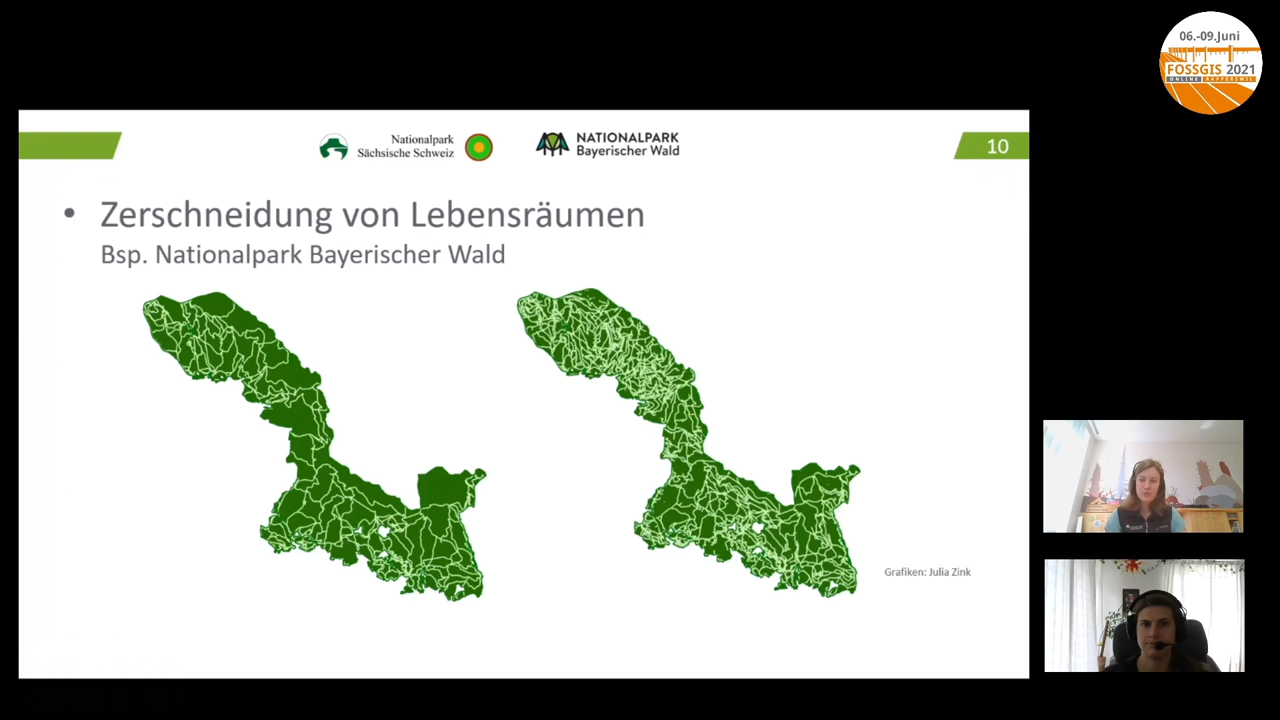 06.-09.Juni
FOSSGIS 2021
ONLINE RAPPERSWIL
Nationalpark
Sächsische Schweiz
NATIONALPARK
Bayerischer Wald
10
• Zerschneidung von Lebensräumen
Bsp. Nationalpark Bayerischer Wald
Grafiken: Julia Zink